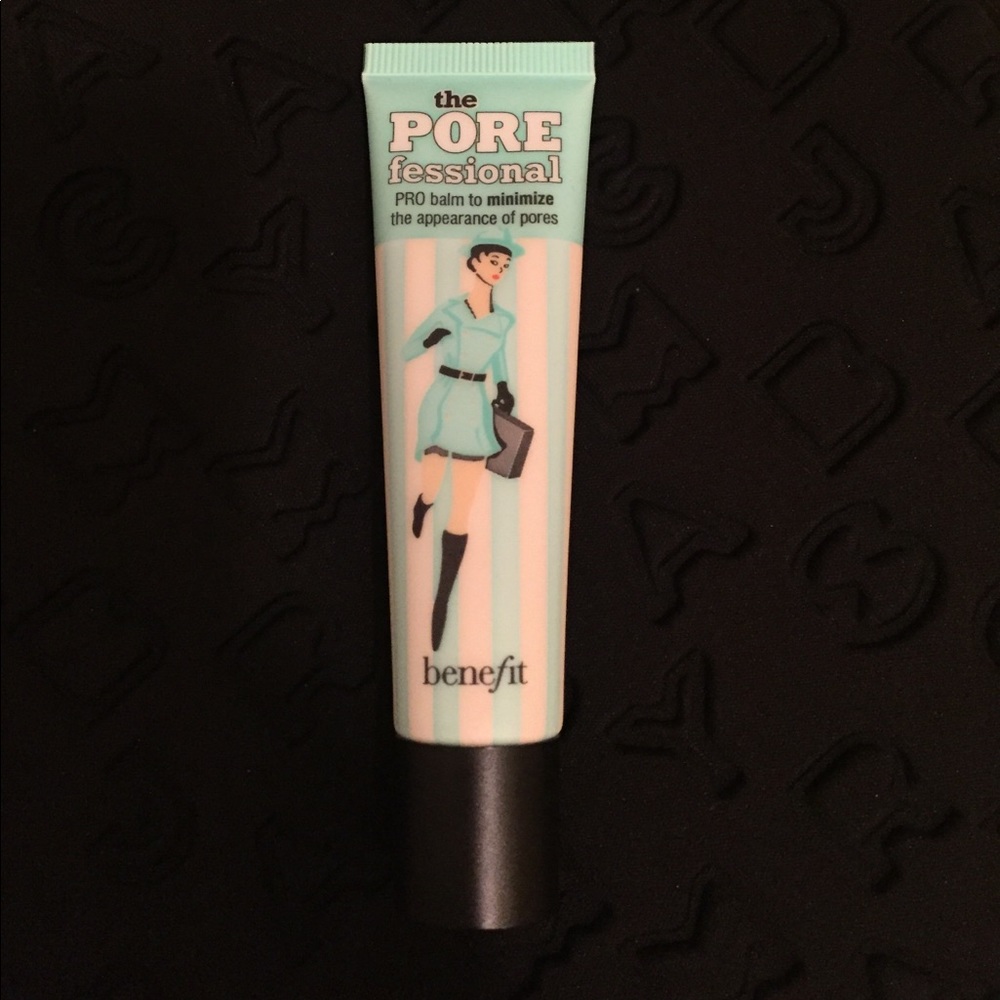 the
PORE
fessional
PRO balm to minimize
the appearance of pores
benefit